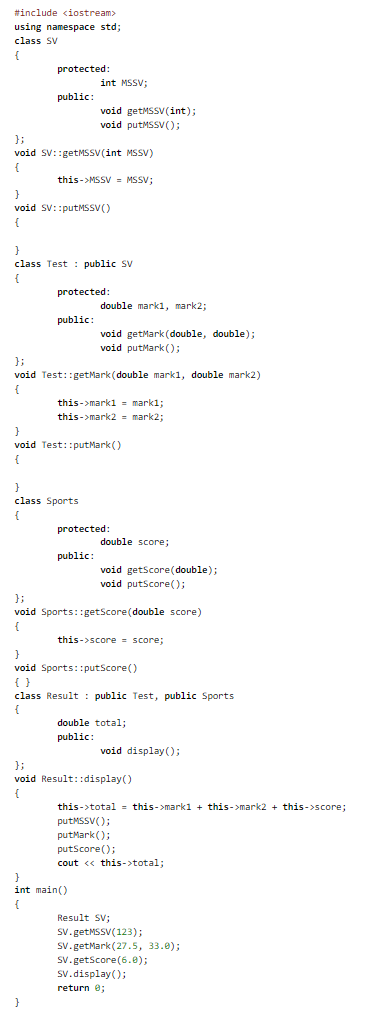 #include <iostream>
using namespace std;
class SV
{
protected:
int MSSV;
public:
void getMSSV(int);
void putMSSV();
};
void SV::getMSSV(int MSSV)
{
this->MSSV = MSSV;
}
void SV::putMSSV()
{
}
class Test : public SV
{
protected:
double mark1, mark2;
public:
void getMark(double, double);
void putMark();
};
void Test::getMark(double mark1, double mark2)
{
this->mark1 = mark1;
this->mark2 = mark2;
}
void Test::putMark()
{
}
class Sports
{
protected:
double score;
public:
void getScore(double);
void putScore();
};
void Sports::getScore(double score)
{
this->score = score;
}
void Sports::putScore()
{ }
class Result : public Test, public Sports
{
double total;
public:
void display();
};
void Result::display()
{
this->total = this->mark1 + this->mark2 + this->score;
putMSSV();
putMark();
putScore();
cout << this->total;
}
int main()
{
Result SV;
SV.getMSSV(123);
SV.getMark(27.5, 33.0);
SV.getScore(6.0);
SV.display();
return 0;
}